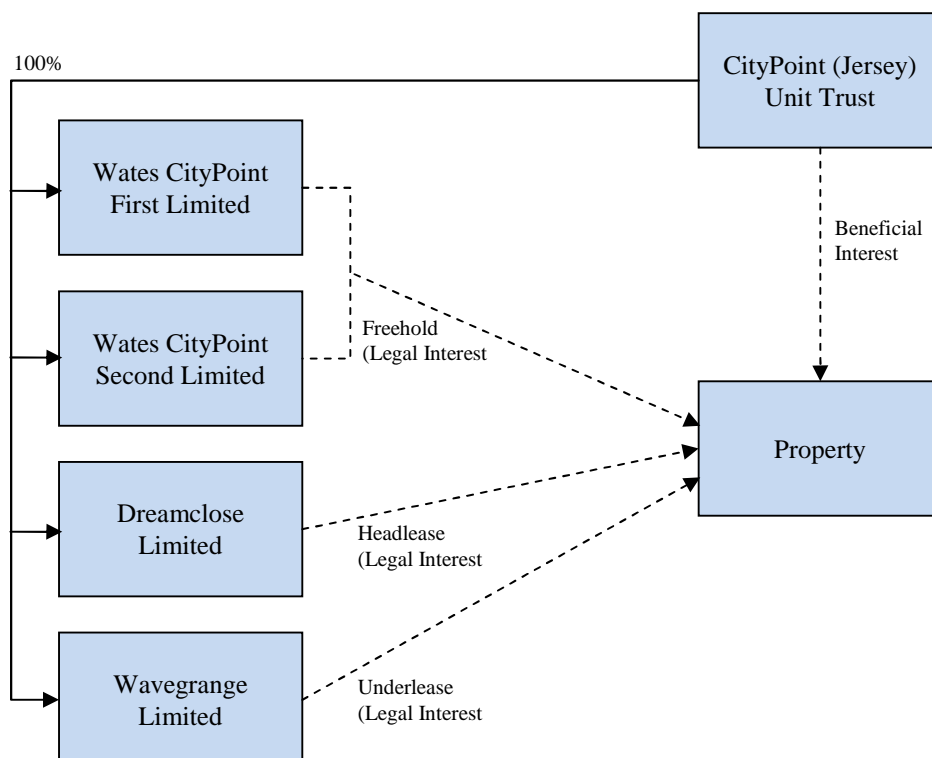 100%
CityPoint (Jersey)
Unit Trust
Wates CityPoint
First Limited
Beneficial
Interest
Wates CityPoint
Second Limited
Freehold
(Legal Interest
Property
Dreamclose
Limited
Headlease
(Legal Interest
Wavegrange
Limited
Underlease
(Legal Interest